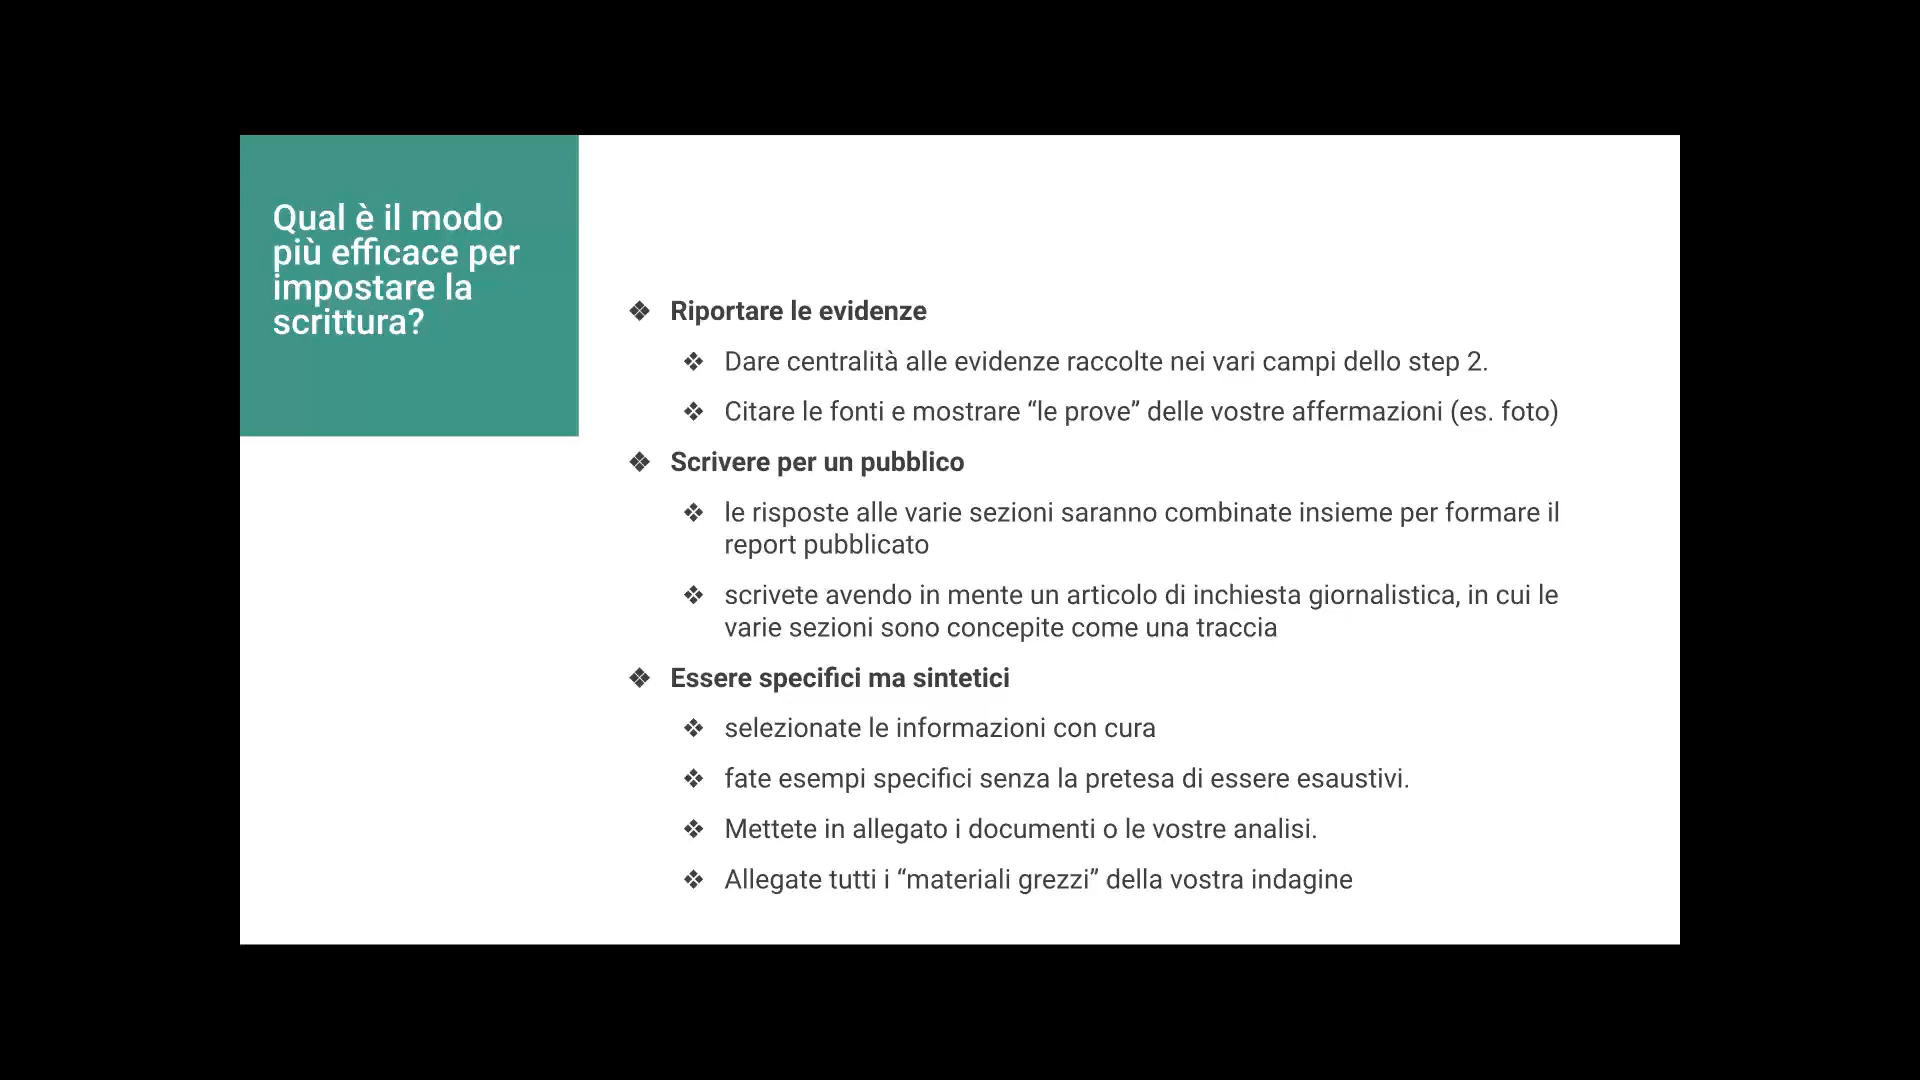 Qual è il modo
più efficace per
impostare la
scrittura?
❖ Riportare le evidenze
❖ Dare centralità alle evidenze raccolte nei vari campi dello step 2.
❖ Citare le fonti e mostrare “le prove” delle vostre affermazioni (es. foto)
❖ Scrivere per un pubblico
❖ le risposte alle varie sezioni saranno combinate insieme per formare il
report pubblicato
❖ scrivete avendo in mente un articolo di inchiesta giornalistica, in cui le
varie sezioni sono concepite come una traccia
❖ Essere specifici ma sintetici
❖ selezionate le informazioni con cura
❖ fate esempi specifici senza la pretesa di essere esaustivi.
❖ Mettete in allegato i documenti o le vostre analisi.
❖ Allegate tutti i “materiali grezzi” della vostra indagine